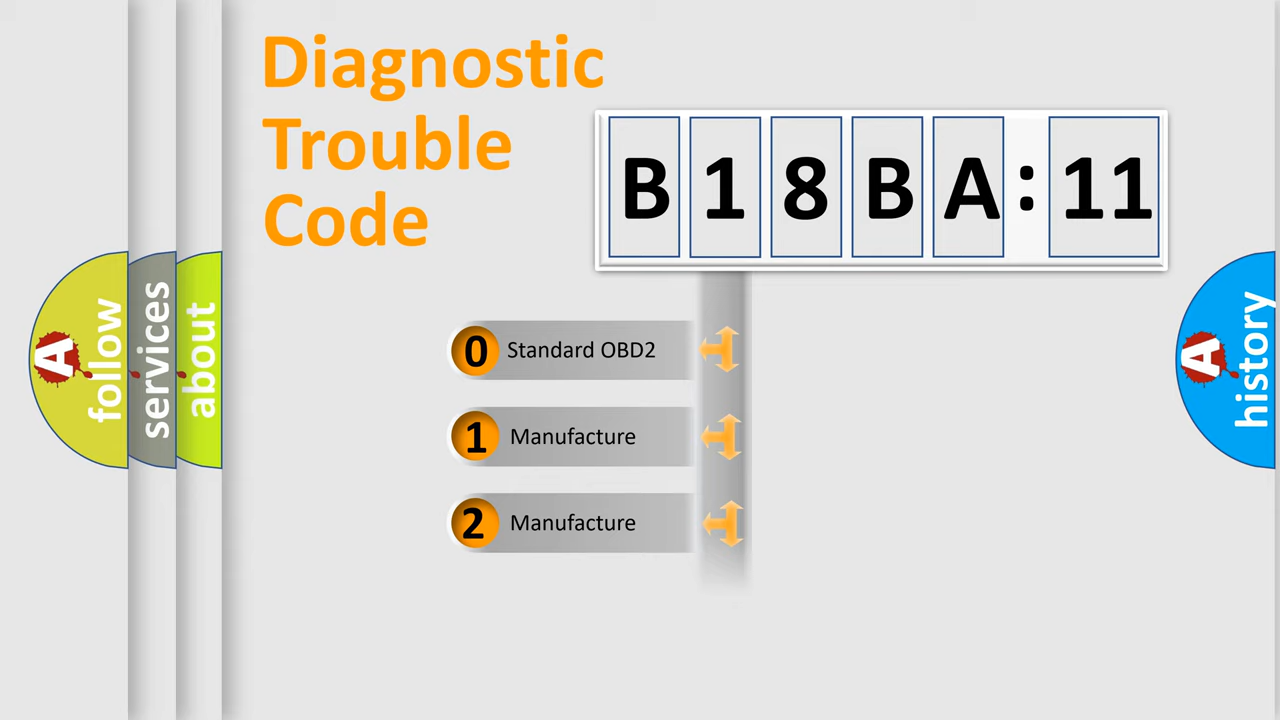 Diagnostic
Trouble
Code
B 1 8 B A : 11
0 Standard OBD2
1 Manufacture
2 Manufacture
A follow
services
about
A history